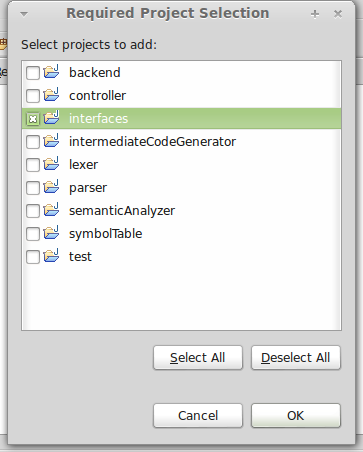 Required Project Selection
Select projects to add:
backend
controller
interfaces
intermediateCodeGenerator
lexer
parser
semanticAnalyzer
symbolTable
test
Select All
Deselect All
Cancel
OK